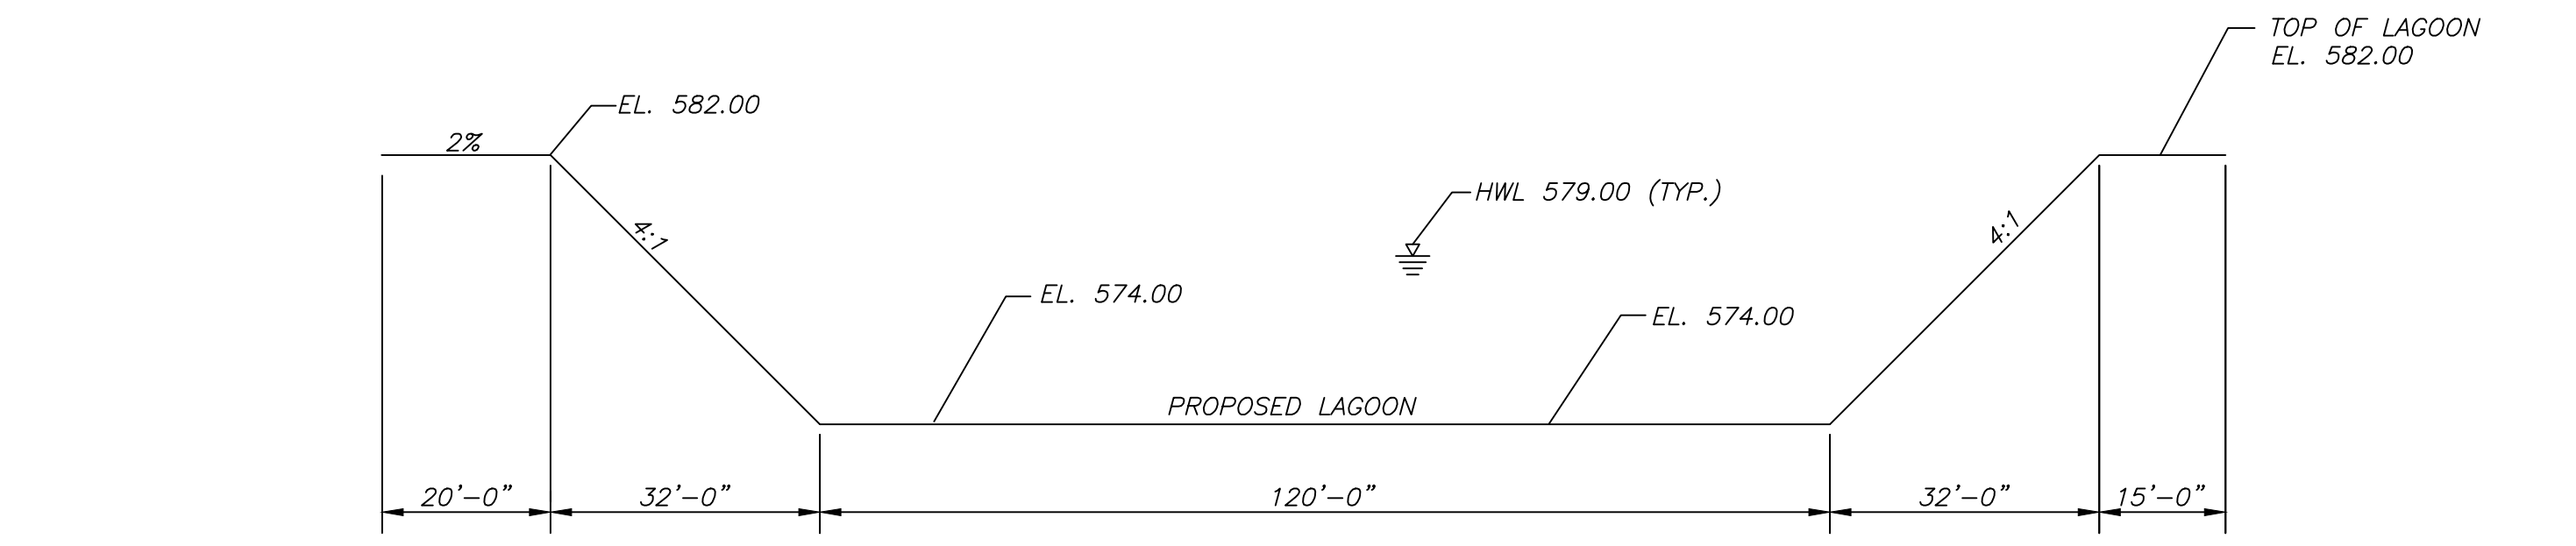 TOP OF LAGOON
EL. 582.00
EL. 582.00
2%
HWL 579.00 (TYP.)
4:1
4:1
EL. 574.00
EL. 574.00
PROPOSED LAGOON
20'-0"
32'-0"
120'-0"
32'-0"
15'-0"